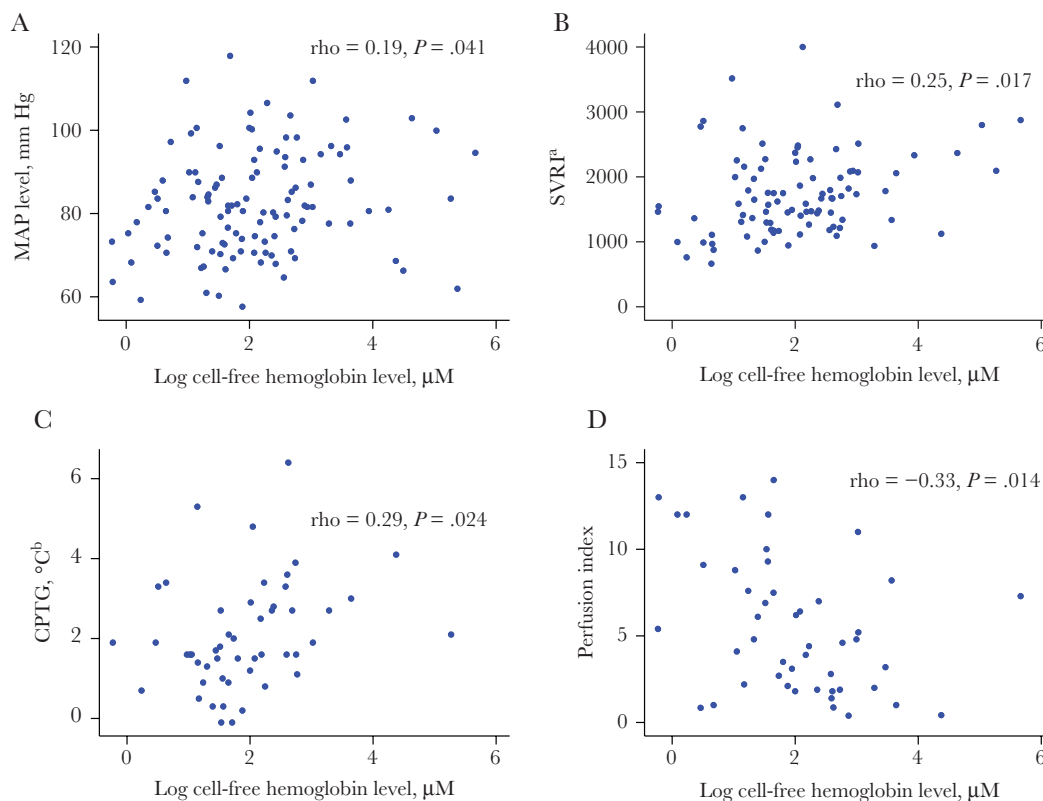 A
MAP level, mm Hg
120
100
80
60
rho = 0.19, P = .041
0 2 4 6
Log cell-free hemoglobin level, μM
B
SVRIᵃ
4000
3000
2000
1000
0
rho = 0.25, P = .017
0 2 4 6
Log cell-free hemoglobin level, μM
C
CPTG, °Cᵇ
6
4
2
0
rho = 0.29, P = .024
0 2 4 6
Log cell-free hemoglobin level, μM
D
Perfusion index
15
10
5
0
rho = −0.33, P = .014
0 2 4 6
Log cell-free hemoglobin level, μM